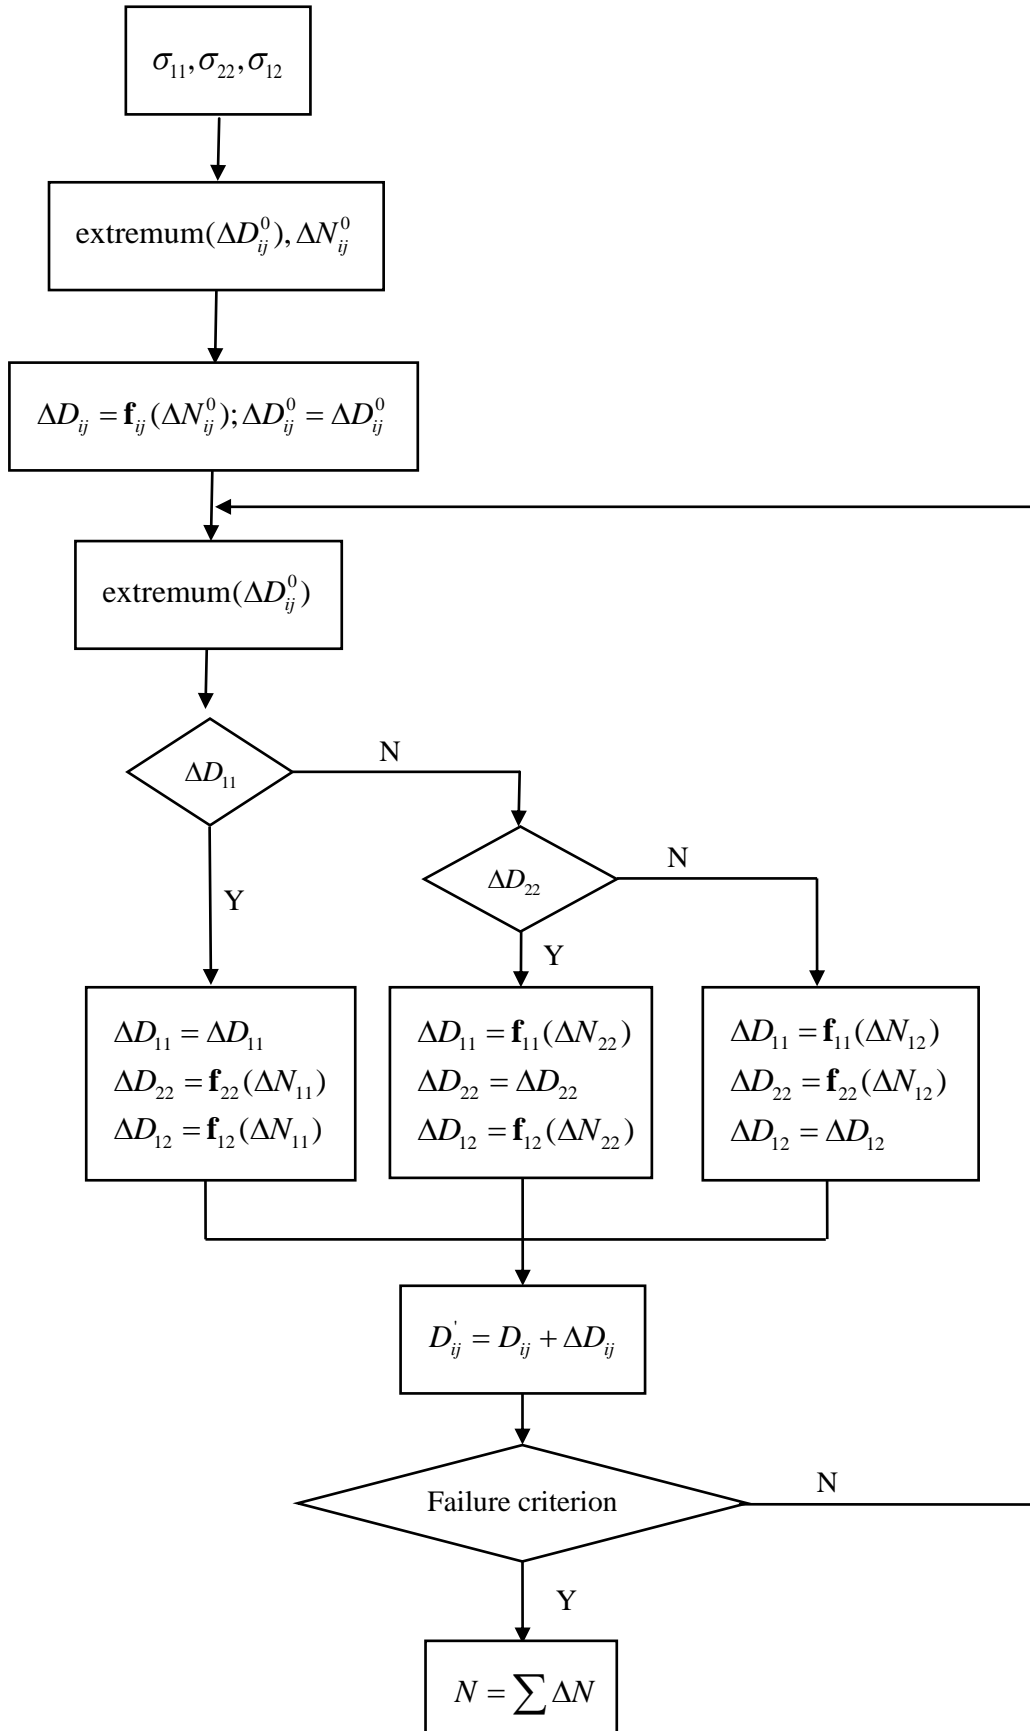 σ₁₁, σ₂₂, σ₁₂
extremum(ΔD⁰ᵢⱼ), ΔN⁰ᵢⱼ
ΔDᵢⱼ = fᵢⱼ(ΔN⁰ᵢⱼ); ΔD⁰ᵢⱼ = ΔD⁰ᵢⱼ
extremum(ΔD⁰ᵢⱼ)
ΔD₁₁
N
ΔD₂₂
N
Y
Y
ΔD₁₁ = ΔD₁₁
ΔD₂₂ = f₂₂(ΔN₁₁)
ΔD₁₂ = f₁₂(ΔN₁₁)
ΔD₁₁ = f₁₁(ΔN₂₂)
ΔD₂₂ = ΔD₂₂
ΔD₁₂ = f₁₂(ΔN₂₂)
ΔD₁₁ = f₁₁(ΔN₁₂)
ΔD₂₂ = f₂₂(ΔN₁₂)
ΔD₁₂ = ΔD₁₂
D'ᵢⱼ = Dᵢⱼ + ΔDᵢⱼ
Failure criterion
N
Y
N = ∑ ΔN